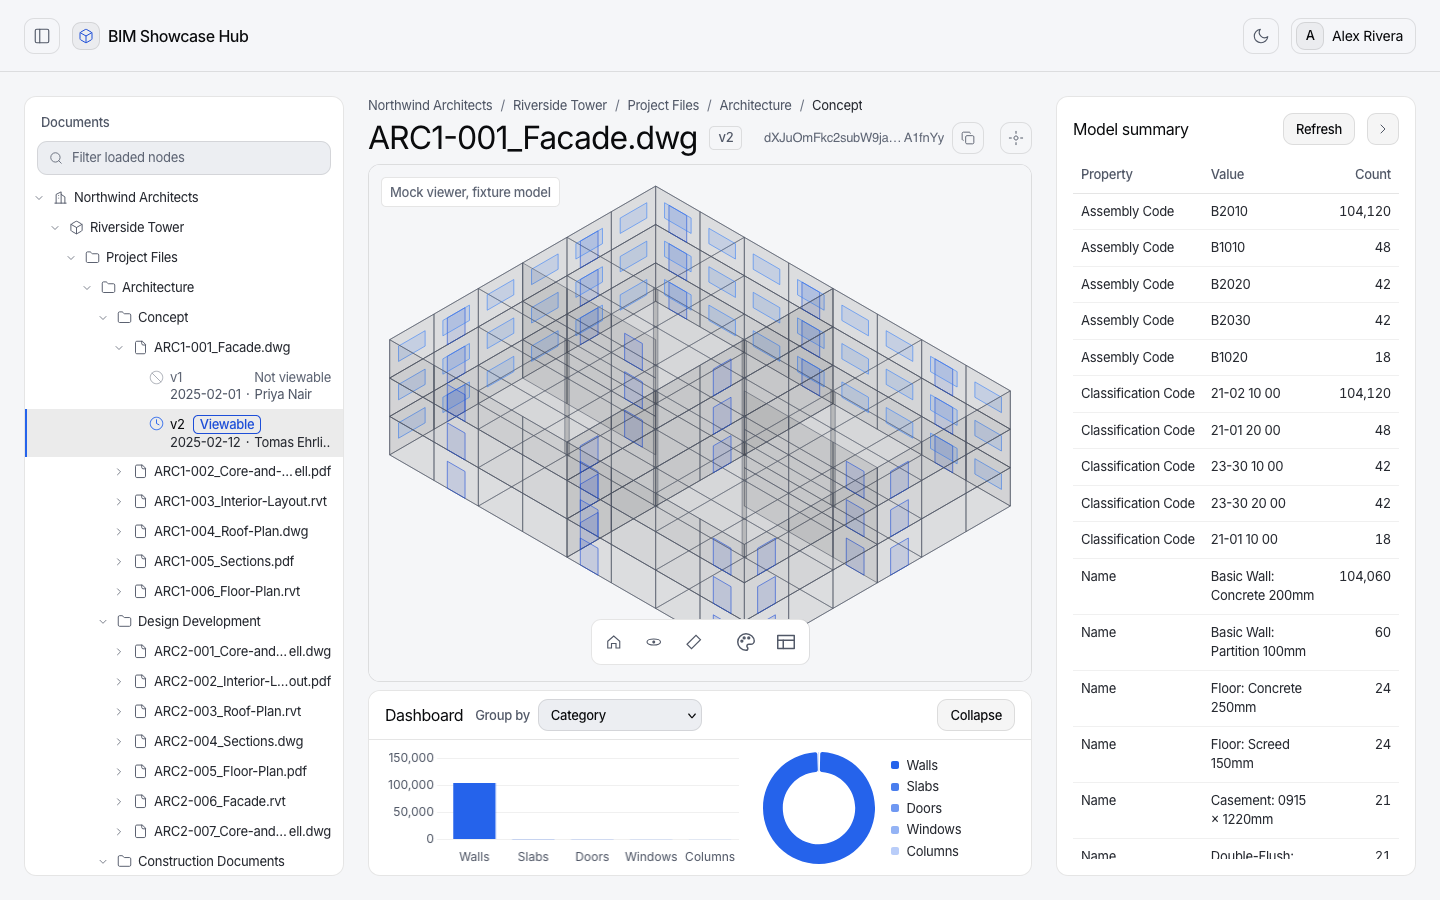 BIM Showcase Hub
A Alex Rivera
Documents
Filter loaded nodes
Northwind Architects
Riverside Tower
Project Files
Architecture
Concept
ARC1-001_Facade.dwg
v1 Not viewable
2025-02-01 · Priya Nair
v2 Viewable
2025-02-12 · Tomas Ehrli..
ARC1-002_Core-and-...ell.pdf
ARC1-003_Interior-Layout.rvt
ARC1-004_Roof-Plan.dwg
ARC1-005_Sections.pdf
ARC1-006_Floor-Plan.rvt
Design Development
ARC2-001_Core-and...ell.dwg
ARC2-002_Interior-L...out.pdf
ARC2-003_Roof-Plan.rvt
ARC2-004_Sections.dwg
ARC2-005_Floor-Plan.pdf
ARC2-006_Facade.rvt
ARC2-007_Core-and...ell.dwg
Construction Documents
Northwind Architects / Riverside Tower / Project Files / Architecture / Concept
ARC1-001_Facade.dwg v2 dXJuOmFkc2subW9ja... A1fnYy
Mock viewer, fixture model
Dashboard Group by Category Collapse
150,000
100,000
50,000
0
Walls Slabs Doors Windows Columns
Walls
Slabs
Doors
Windows
Columns
Model summary Refresh
Property Value Count
Assembly Code B2010 104,120
Assembly Code B1010 48
Assembly Code B2020 42
Assembly Code B2030 42
Assembly Code B1020 18
Classification Code 21-02 10 00 104,120
Classification Code 21-01 20 00 48
Classification Code 23-30 10 00 42
Classification Code 23-30 20 00 42
Classification Code 21-01 10 00 18
Name Basic Wall: 104,060
Concrete 200mm
Name Basic Wall: 60
Partition 100mm
Name Floor: Concrete 24
250mm
Name Floor: Screed 24
150mm
Name Casement: 0915 21
× 1220mm
Name Double-Flush: 21